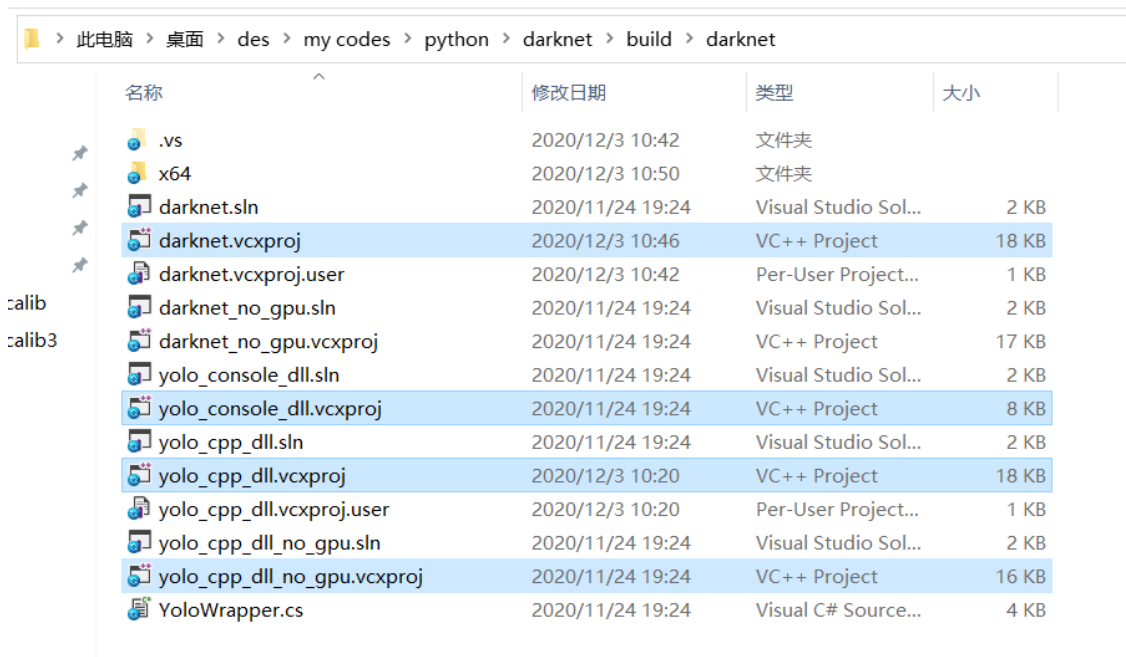 此电脑 > 桌面 > des > my codes > python > darknet > build > darknet
名称 修改日期 类型 大小
.vs 2020/12/3 10:42 文件夹
x64 2020/12/3 10:50 文件夹
darknet.sln 2020/11/24 19:24 Visual Studio Sol... 2 KB
darknet.vcxproj 2020/12/3 10:46 VC++ Project 18 KB
darknet.vcxproj.user 2020/12/3 10:42 Per-User Project... 1 KB
calib
darknet_no_gpu.sln 2020/11/24 19:24 Visual Studio Sol... 2 KB
calib3
darknet_no_gpu.vcxproj 2020/11/24 19:24 VC++ Project 17 KB
yolo_console_dll.sln 2020/11/24 19:24 Visual Studio Sol... 2 KB
yolo_console_dll.vcxproj 2020/11/24 19:24 VC++ Project 8 KB
yolo_cpp_dll.sln 2020/11/24 19:24 Visual Studio Sol... 2 KB
yolo_cpp_dll.vcxproj 2020/12/3 10:20 VC++ Project 18 KB
yolo_cpp_dll.vcxproj.user 2020/12/3 10:20 Per-User Project... 1 KB
yolo_cpp_dll_no_gpu.sln 2020/11/24 19:24 Visual Studio Sol... 2 KB
yolo_cpp_dll_no_gpu.vcxproj 2020/11/24 19:24 VC++ Project 16 KB
YoloWrapper.cs 2020/11/24 19:24 Visual C# Source... 4 KB